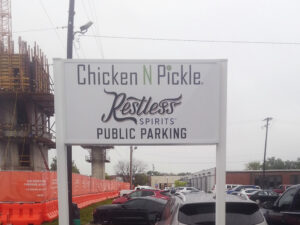 Chicken N Pickle
Restless
SPIRITS
PUBLIC PARKING